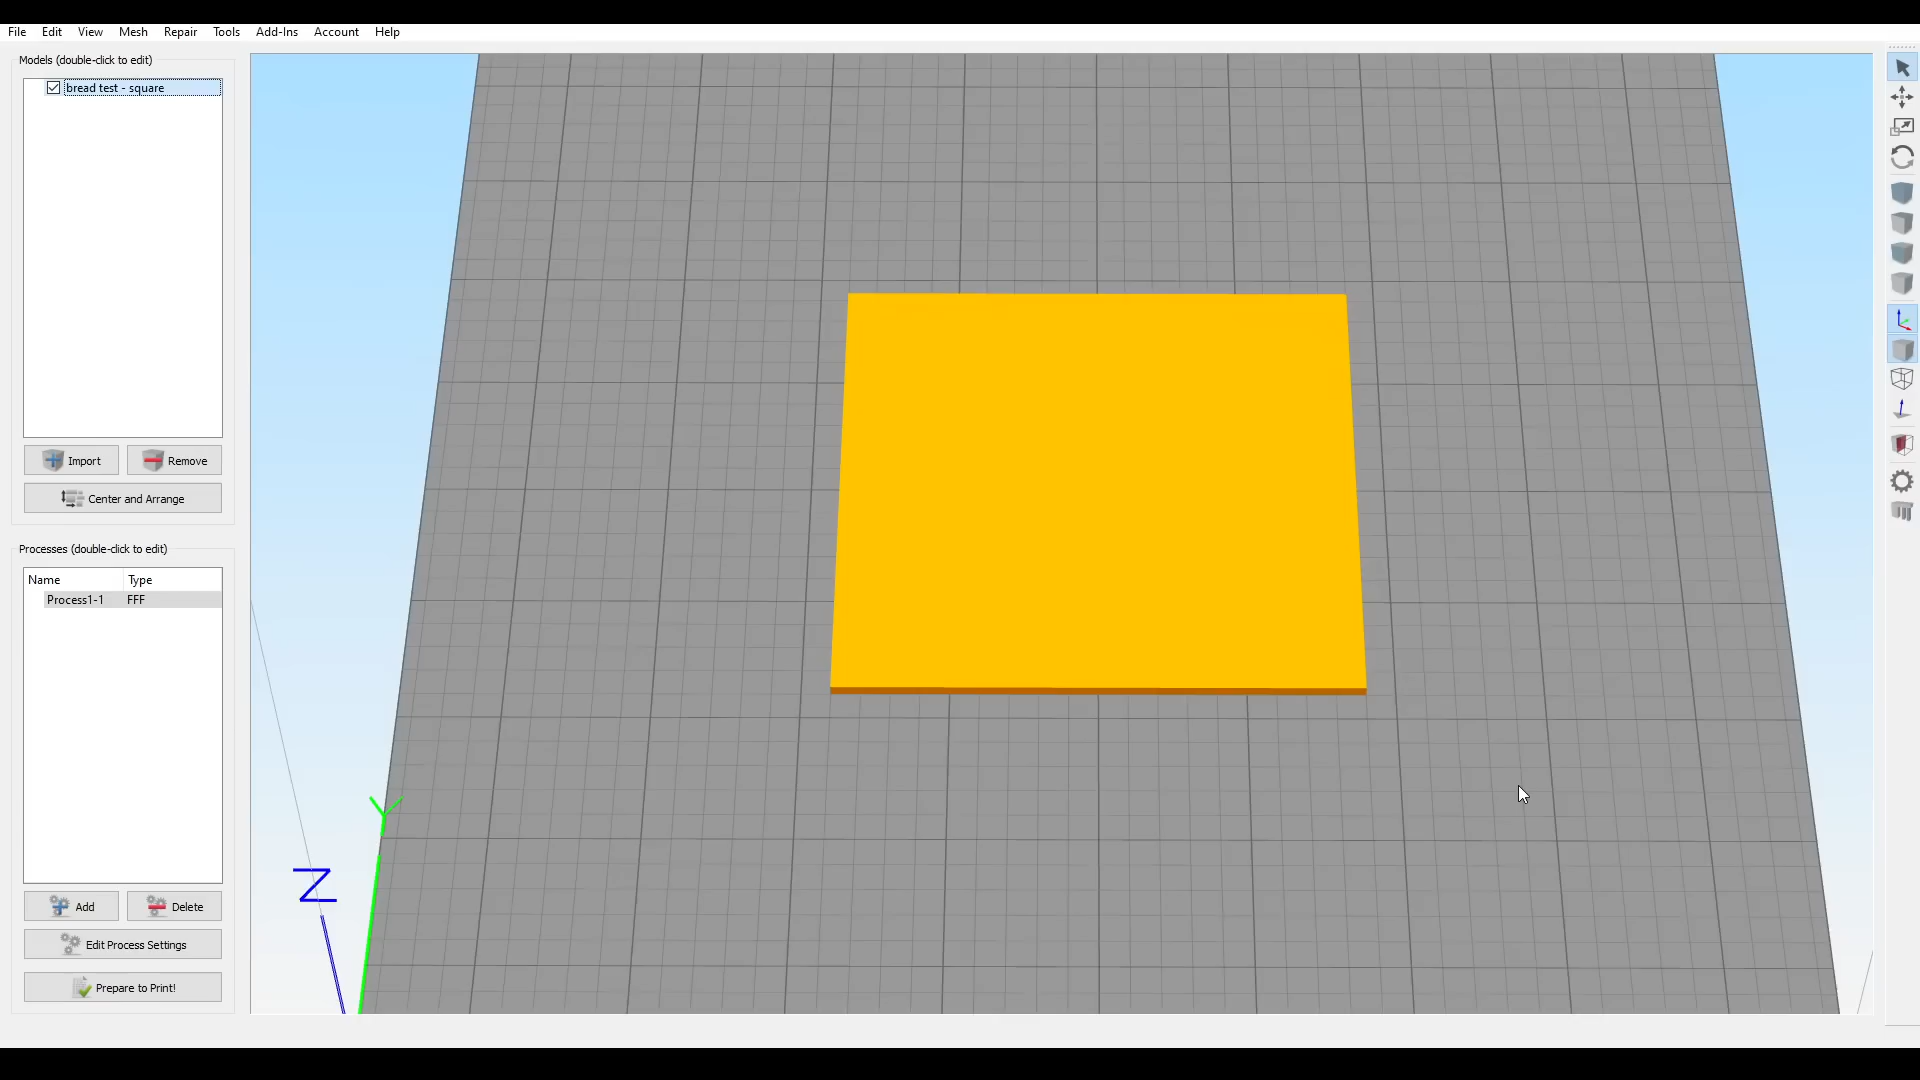 File Edit View Mesh Repair Tools Add-Ins Account Help
Models (double-click to edit)
bread test - square
Import Remove
Center and Arrange
Processes (double-click to edit)
Name Type
Process1-1 FFF
Add Delete
Edit Process Settings
Prepare to Print!
Y
Z